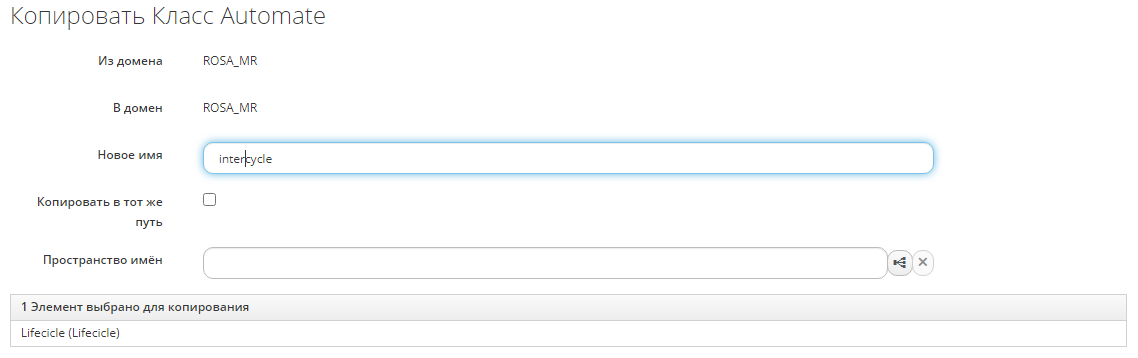 Копировать Класс Automate
Из домена ROSA_MR
В домен ROSA_MR
Новое имя intercycle
Копировать в тот же
путь
Пространство имён
1 Элемент выбрано для копирования
Lifecicle (Lifecicle)